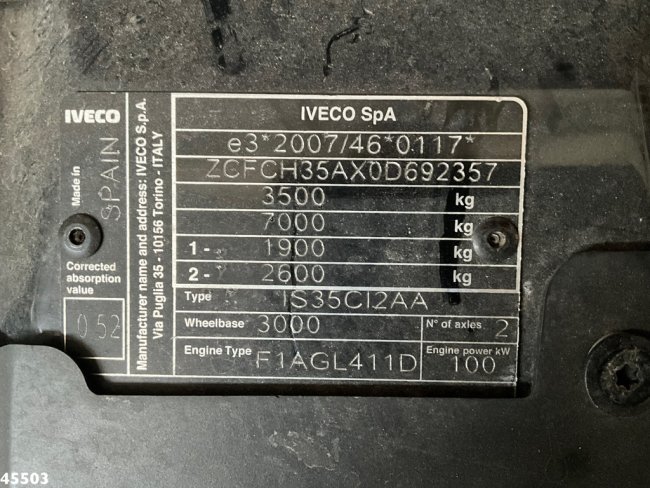 IVECO
Made in SPAIN
Corrected
absorption
value
0.52
Manufacturer name and address: IVECO S.p.A.
Via Puglia 35 - 10156 Torino - ITALY
IVECO SpA
e3*2007/46*0117*
ZCFCH35AX0D692357
3500 kg
7000 kg
1 - 1900 kg
2 - 2600 kg
Type IS35CI2AA
Wheelbase 3000 N° of axles 2
Engine Type F1AGL411D Engine power kW 100
45503